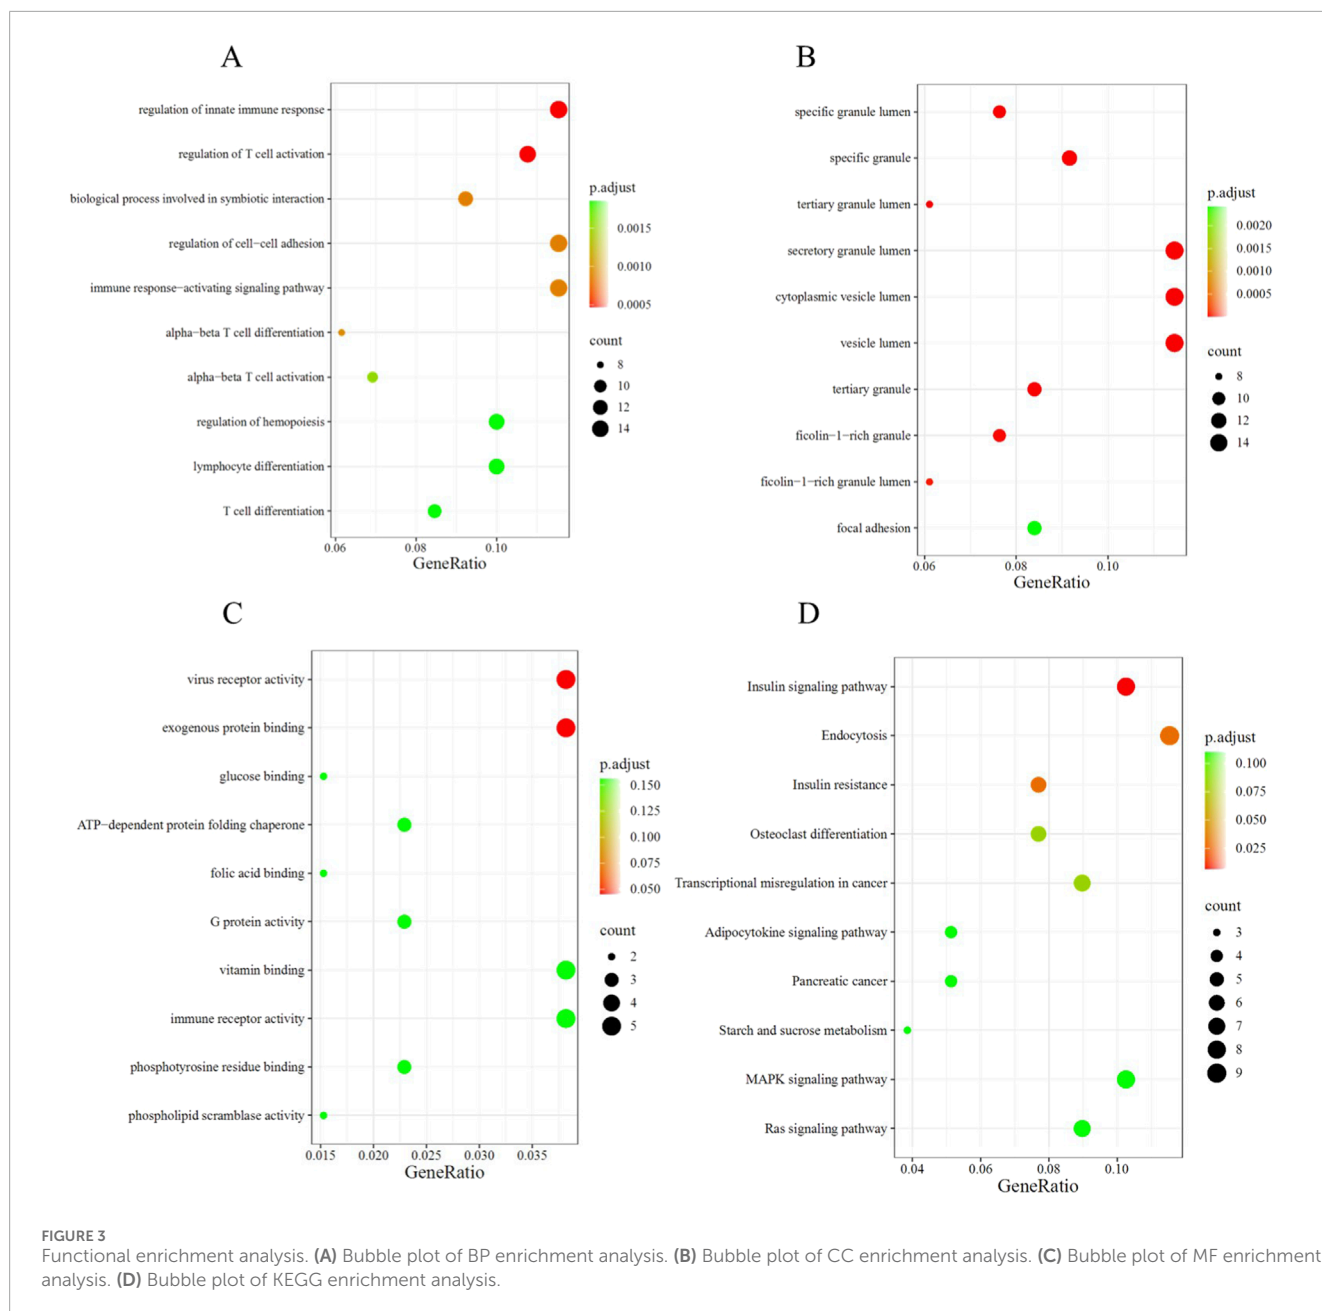 A
regulation of innate immune response
regulation of T cell activation
biological process involved in symbiotic interaction
regulation of cell−cell adhesion
immune response−activating signaling pathway
alpha−beta T cell differentiation
alpha−beta T cell activation
regulation of hemopoiesis
lymphocyte differentiation
T cell differentiation
0.06 0.08 0.10
GeneRatio
p.adjust
0.0015
0.0010
0.0005
count
8
10
12
14
B
specific granule lumen
specific granule
tertiary granule lumen
secretory granule lumen
cytoplasmic vesicle lumen
vesicle lumen
tertiary granule
ficolin−1−rich granule
ficolin−1−rich granule lumen
focal adhesion
0.06 0.08 0.10
GeneRatio
p.adjust
0.0020
0.0015
0.0010
0.0005
count
8
10
12
14
C
virus receptor activity
exogenous protein binding
glucose binding
ATP−dependent protein folding chaperone
folic acid binding
G protein activity
vitamin binding
immune receptor activity
phosphotyrosine residue binding
phospholipid scramblase activity
0.015 0.020 0.025 0.030 0.035
GeneRatio
p.adjust
0.150
0.125
0.100
0.075
0.050
count
2
3
4
5
D
Insulin signaling pathway
Endocytosis
Insulin resistance
Osteoclast differentiation
Transcriptional misregulation in cancer
Adipocytokine signaling pathway
Pancreatic cancer
Starch and sucrose metabolism
MAPK signaling pathway
Ras signaling pathway
0.04 0.06 0.08 0.10
GeneRatio
p.adjust
0.100
0.075
0.050
0.025
count
3
4
5
6
7
8
9
FIGURE 3
Functional enrichment analysis. (A) Bubble plot of BP enrichment analysis. (B) Bubble plot of CC enrichment analysis. (C) Bubble plot of MF enrichment
analysis. (D) Bubble plot of KEGG enrichment analysis.